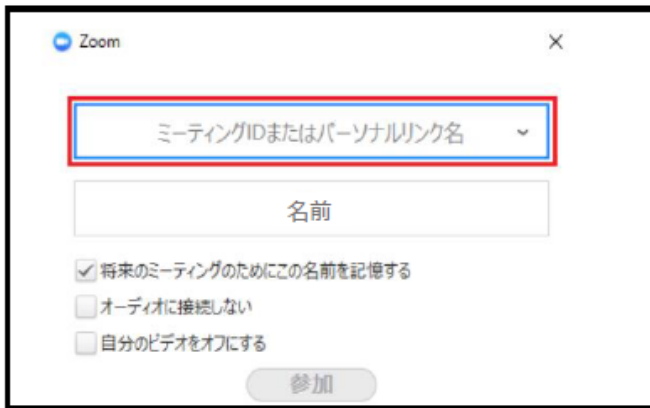 Zoom
ミーティングIDまたはパーソナルリンク名
名前
将来のミーティングのためにこの名前を記憶する
オーディオに接続しない
自分のビデオをオフにする
参加